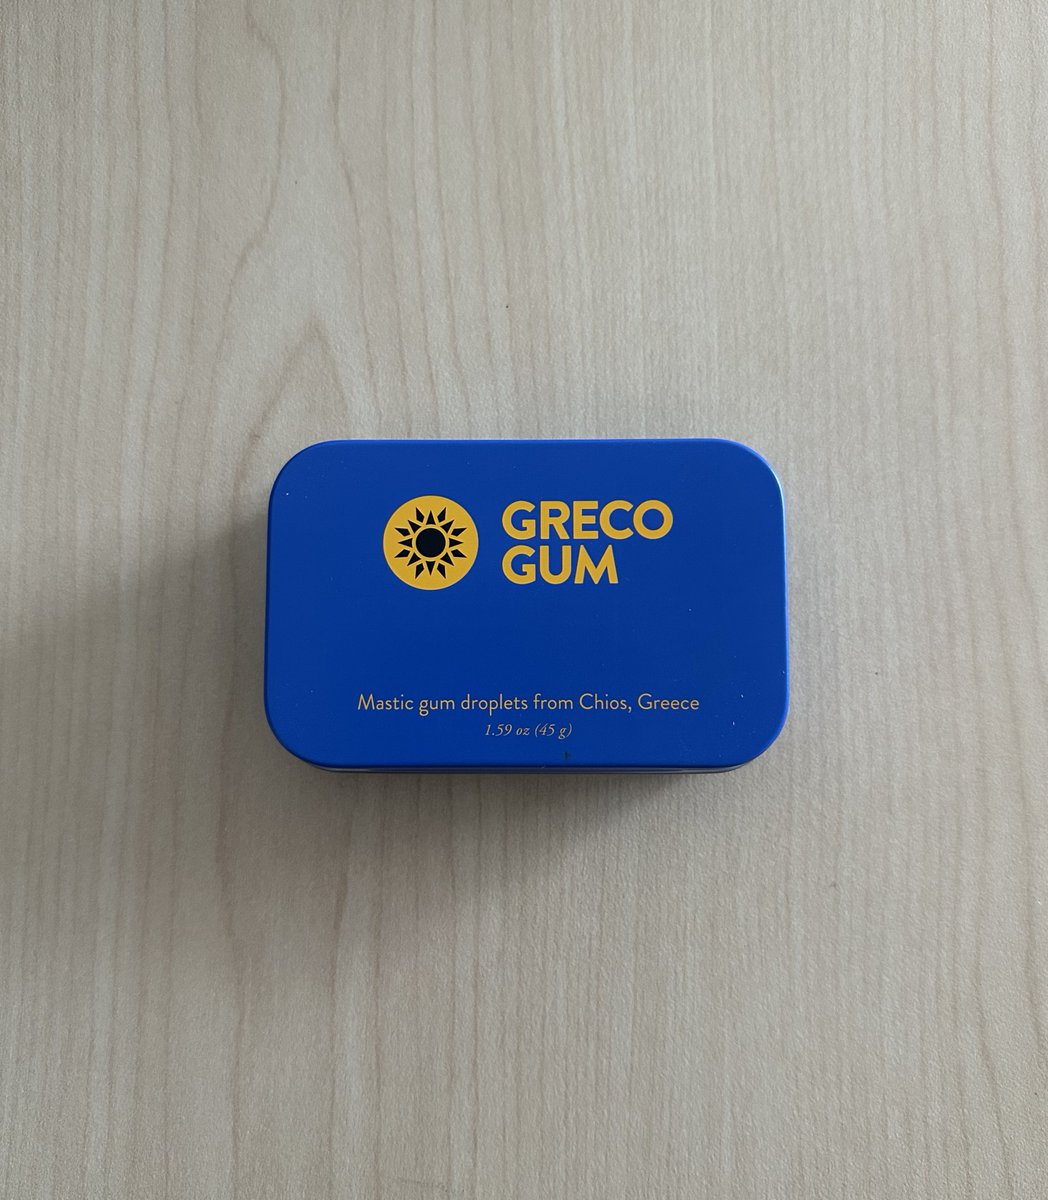 GRECO
GUM
Mastic gum droplets from Chios, Greece
1.59 oz (45 g)